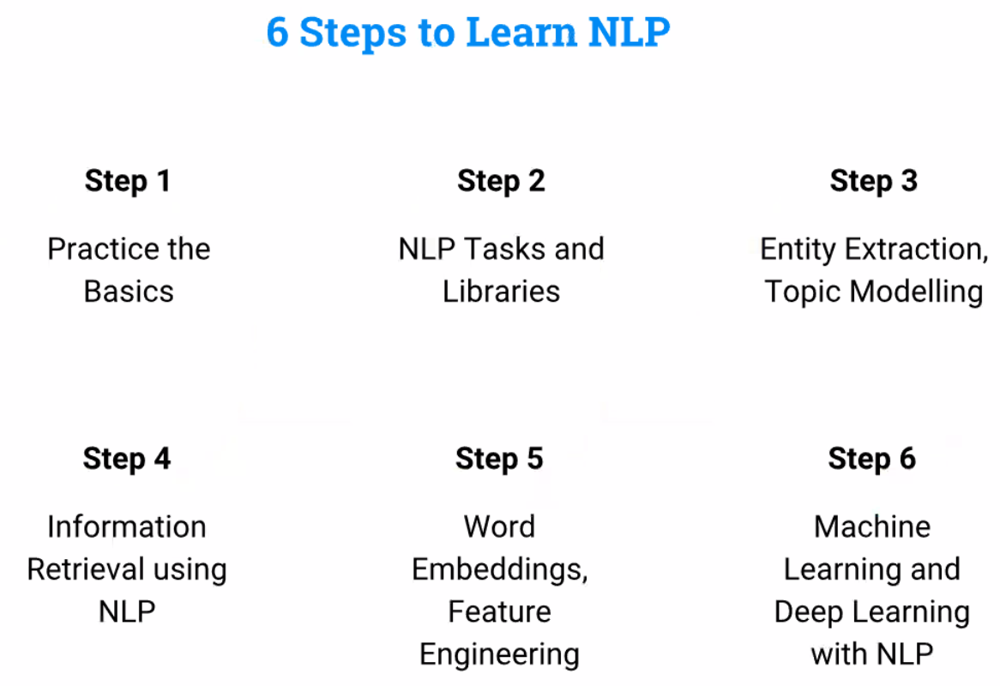 6 Steps to Learn NLP
Step 1
Practice the
Basics
Step 2
NLP Tasks and
Libraries
Step 3
Entity Extraction,
Topic Modelling
Step 4
Information
Retrieval using
NLP
Step 5
Word
Embeddings,
Feature
Engineering
Step 6
Machine
Learning and
Deep Learning
with NLP